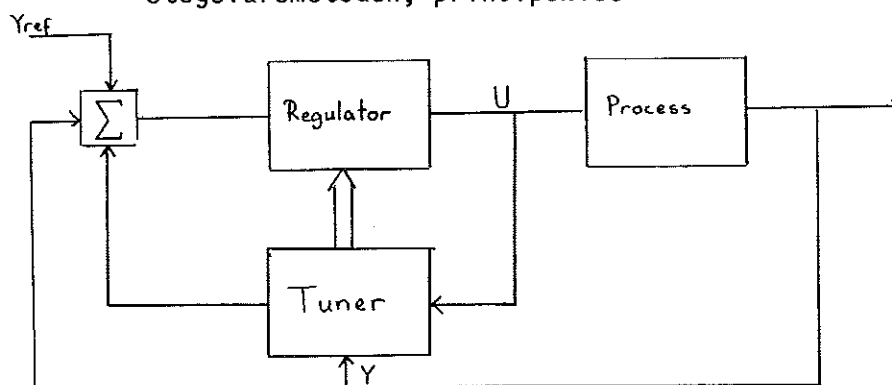 Yref
Σ
Regulator
U
Process
Tuner
Y